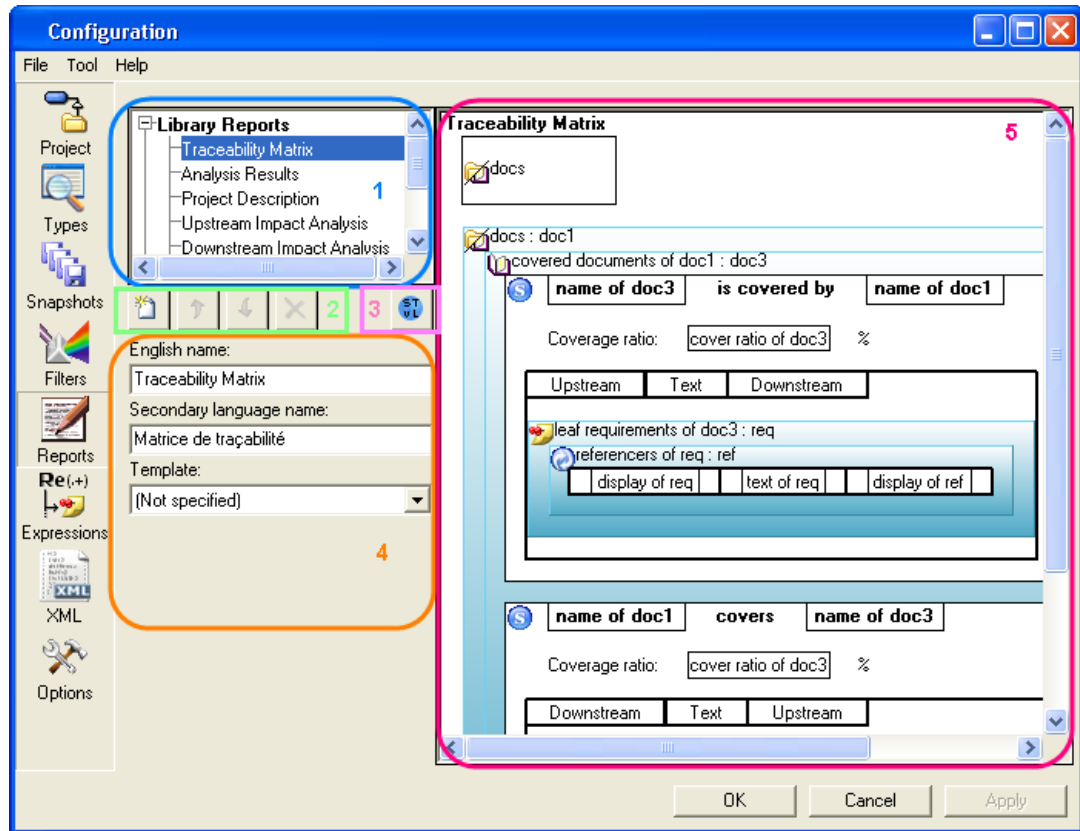 Configuration
File Tool Help
Project
Types
Snapshots
Filters
Reports
Re(.+)
Expressions
XML
XML
Options
Library Reports
Traceability Matrix
Analysis Results
Project Description
Upstream Impact Analysis
Downstream Impact Analysis
1
2
3
ST
YL
English name:
Traceability Matrix
Secondary language name:
Matrice de traçabilité
Template:
(Not specified)
4
Traceability Matrix
5
docs
docs : doc1
covered documents of doc1 : doc3
S name of doc3 is covered by name of doc1
Coverage ratio: cover ratio of doc3 %
Upstream Text Downstream
leaf requirements of doc3 : req
referencers of req : ref
display of req text of req display of ref
S name of doc1 covers name of doc3
Coverage ratio: cover ratio of doc3 %
Downstream Text Upstream
OK Cancel Apply